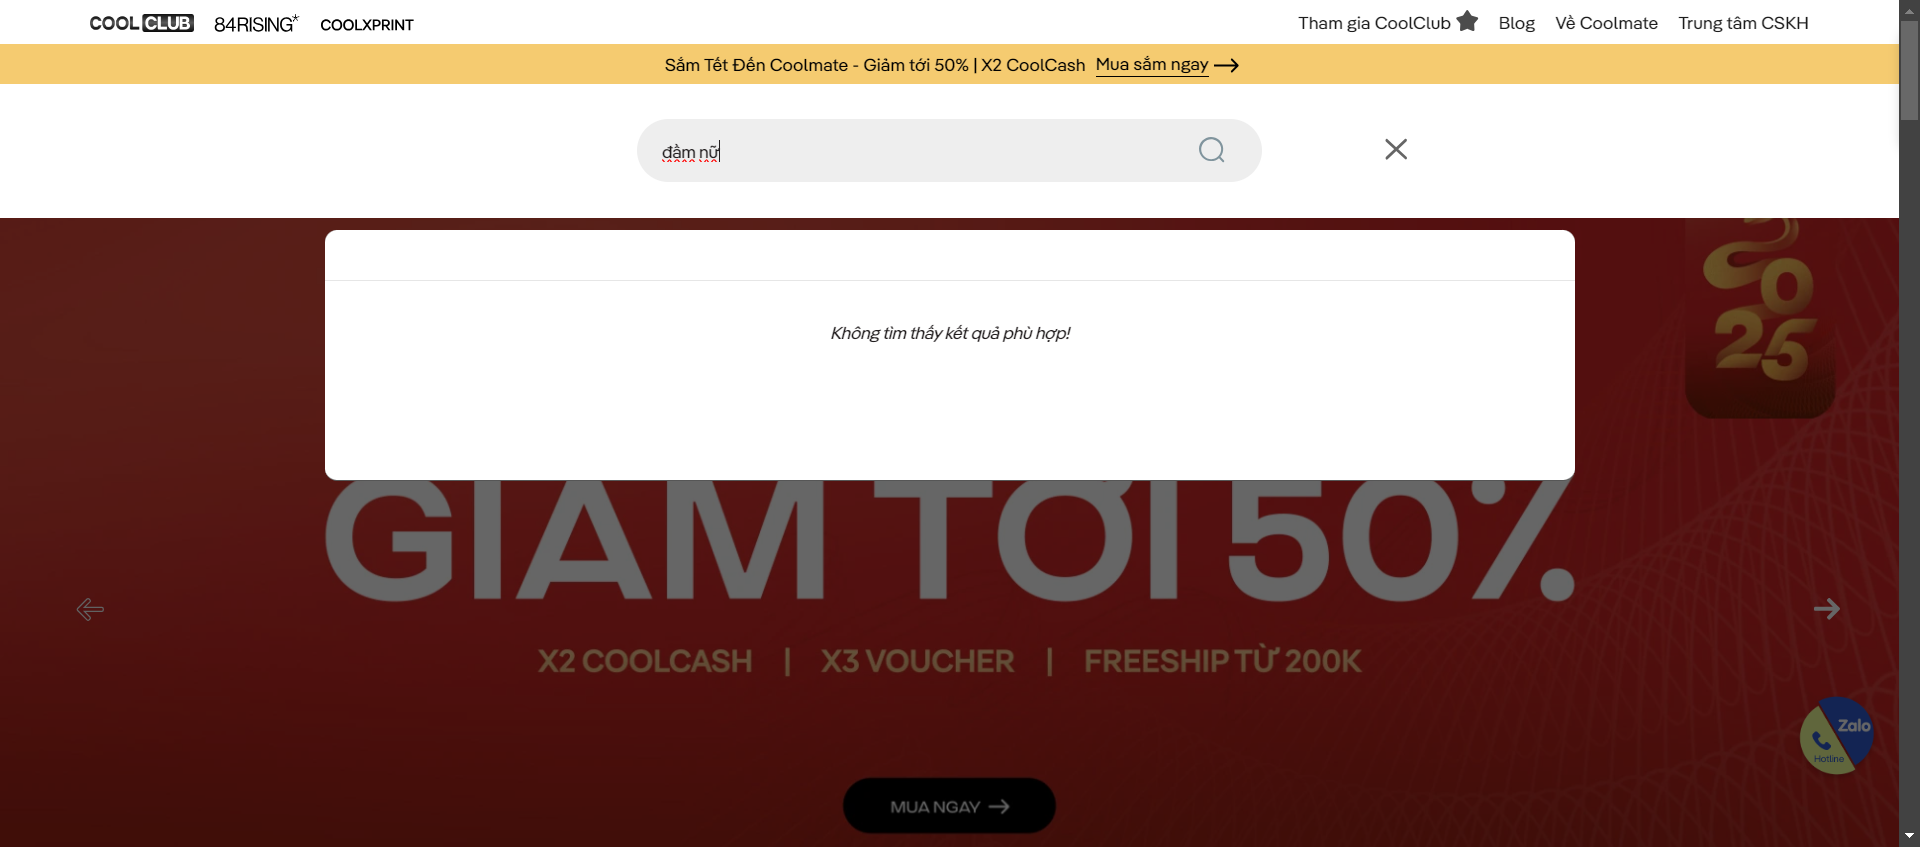 COOLCLUB 84RISING* COOLXPRINT Tham gia CoolClub Blog Về Coolmate Trung tâm CSKH
Sắm Tết Đến Coolmate - Giảm tới 50% | X2 CoolCash Mua sắm ngay
đầm nữ
Không tìm thấy kết quả phù hợp!
2025
GIẢM TỚI 50%
X2 COOLCASH | X3 VOUCHER | FREESHIP TỪ 200K
Zalo
Hotline
MUA NGAY